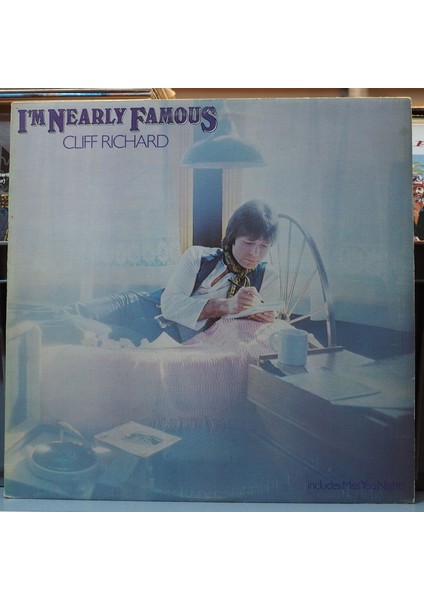 I'M NEARLY FAMOUS
CLIFF RICHARD
includes Miss You Nights